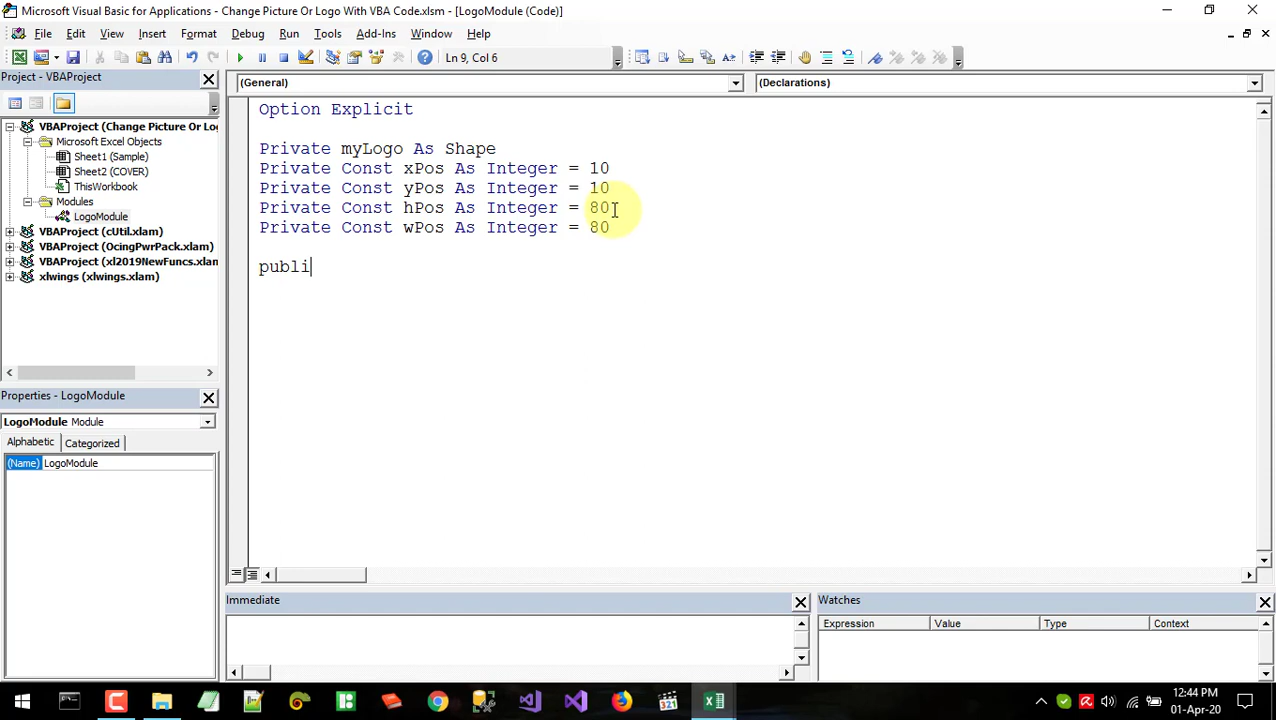 Microsoft Visual Basic for Applications - Change Picture Or Logo With VBA Code.xlsm - [LogoModule (Code)]
File Edit View Insert Format Debug Run Tools Add-Ins Window Help
Ln 9, Col 6
Project - VBAProject
(General) (Declarations)
VBAProject (Change Picture Or Log
Microsoft Excel Objects
Sheet1 (Sample)
Sheet2 (COVER)
ThisWorkbook
Modules
LogoModule
VBAProject (cUtil.xlam)
VBAProject (OcingPwrPack.xlam)
VBAProject (xl2019NewFuncs.xlam
xlwings (xlwings.xlam)
Option Explicit
Private myLogo As Shape
Private Const xPos As Integer = 10
Private Const yPos As Integer = 10
Private Const hPos As Integer = 80
Private Const wPos As Integer = 80
publi
Properties - LogoModule
LogoModule Module
Alphabetic Categorized
(Name) LogoModule
Immediate
Watches
Expression Value Type Context
321
12:44 PM
01-Apr-20